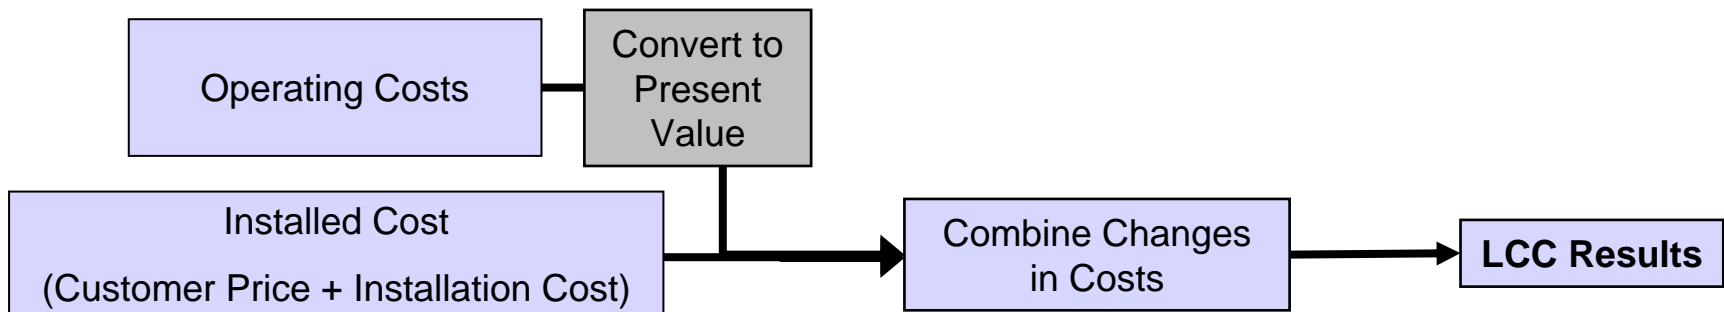 Operating Costs
Convert to
Present
Value
Installed Cost
(Customer Price + Installation Cost)
Combine Changes
in Costs
LCC Results